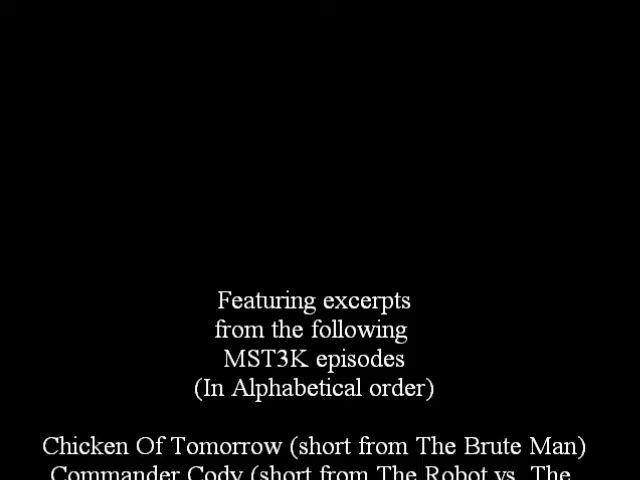 Featuring excerpts
from the following
MST3K episodes
(In Alphabetical order)
Chicken Of Tomorrow (short from The Brute Man)
Commander Cody (short from The Robot vs. The